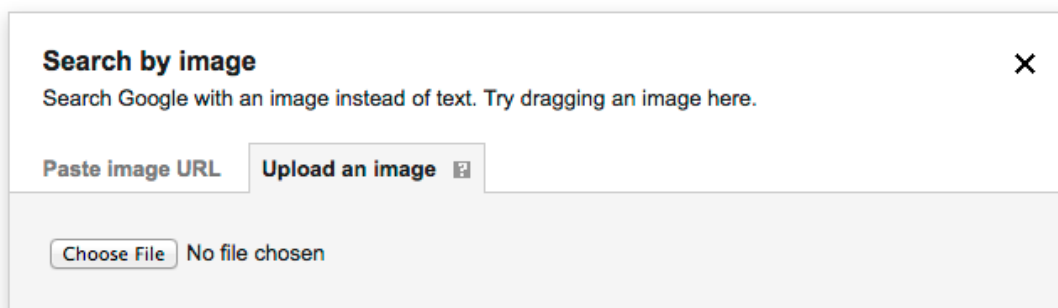 Search by image
Search Google with an image instead of text. Try dragging an image here.
Paste image URL Upload an image ?
Choose File No file chosen